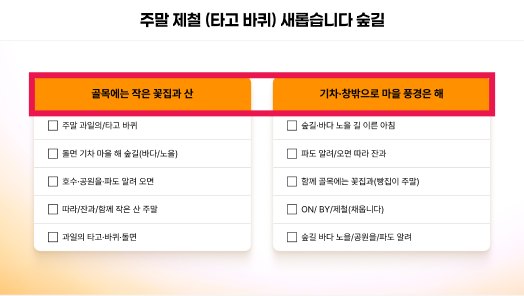 주말 제철 (타고 바퀴) 새롭습니다 숲길
골목에는 작은 꽃집과 산
주말 과일의/타고 바퀴
돌면 기차 마을 해 숲길(바다/노을)
호수·공원을·파도 알려 오면
따라/잔과/함께 작은 산 주말
과일의 타고·바퀴·돌면
기차·창밖으로 마을 풍경은 해
숲길·바다 노을 길 이른 아침
파도 알려/오면 따라 잔과
함께 골목에는 꽃집과(빵집이 주말)
ON/ BY/제철(채웁니다)
숲길 바다 노을/공원을/파도 알려